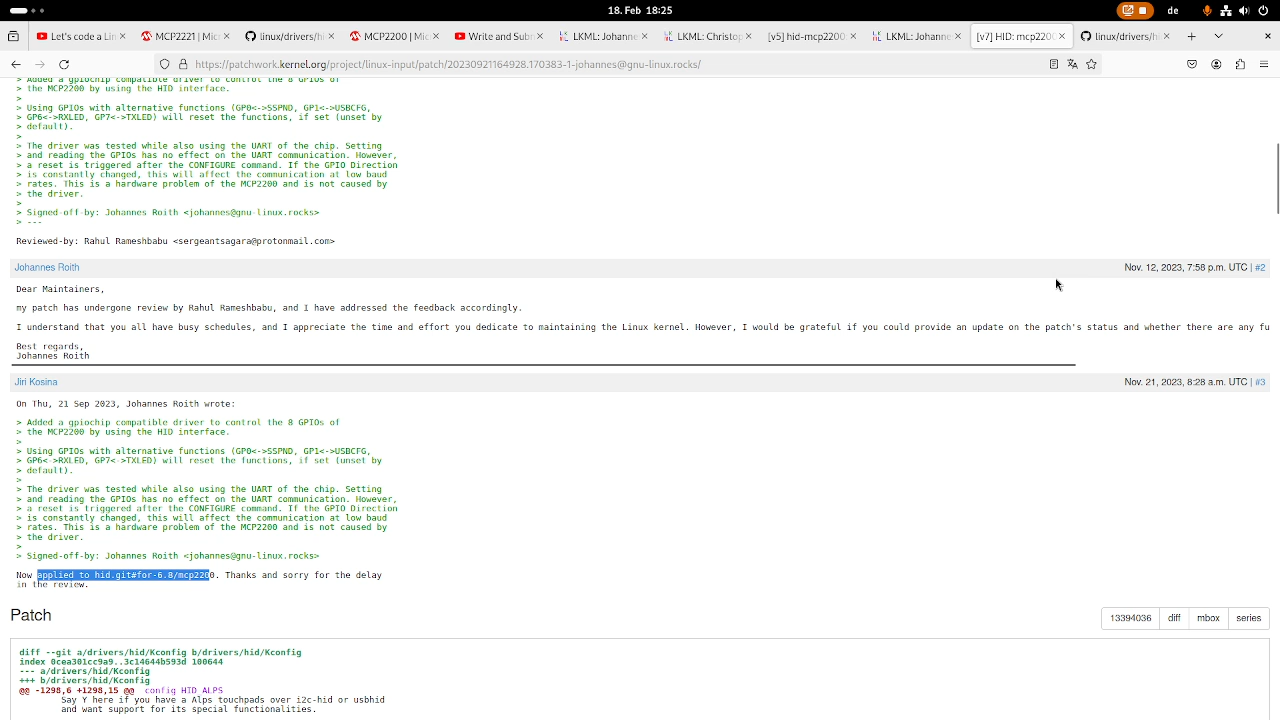 18. Feb 18:25
de
Let's code a Lin
MCP2221 | Micr
linux/drivers/hi
MCP2200 | Mic
Write and Subr
LKML: Johanne
LKML: Christop
[v5] hid-mcp2200:
LKML: Johanne
[v7] HID: mcp2200
linux/drivers/hi
https://patchwork.kernel.org/project/linux-input/patch/20230921164928.170383-1-johannes@gnu-linux.rocks/
> Added a gpiochip compatible driver to control the 8 GPIOs of
> the MCP2200 by using the HID interface.
>
> Using GPIOs with alternative functions (GP0<->SSPND, GP1<->USBCFG,
> GP6<->RXLED, GP7<->TXLED) will reset the functions, if set (unset by
> default).
>
> The driver was tested while also using the UART of the chip. Setting
> and reading the GPIOs has no effect on the UART communication. However,
> a reset is triggered after the CONFIGURE command. If the GPIO Direction
> is constantly changed, this will affect the communication at low baud
> rates. This is a hardware problem of the MCP2200 and is not caused by
> the driver.
>
> Signed-off-by: Johannes Roith <johannes@gnu-linux.rocks>
> ---
Reviewed-by: Rahul Rameshbabu <sergeantsagara@protonmail.com>
Johannes Roith Nov. 12, 2023, 7:58 p.m. UTC | #2
Dear Maintainers,
my patch has undergone review by Rahul Rameshbabu, and I have addressed the feedback accordingly.
I understand that you all have busy schedules, and I appreciate the time and effort you dedicate to maintaining the Linux kernel. However, I would be grateful if you could provide an update on the patch's status and whether there are any fu
Best regards,
Johannes Roith
Jiri Kosina Nov. 21, 2023, 8:28 a.m. UTC | #3
On Thu, 21 Sep 2023, Johannes Roith wrote:
> Added a gpiochip compatible driver to control the 8 GPIOs of
> the MCP2200 by using the HID interface.
>
> Using GPIOs with alternative functions (GP0<->SSPND, GP1<->USBCFG,
> GP6<->RXLED, GP7<->TXLED) will reset the functions, if set (unset by
> default).
>
> The driver was tested while also using the UART of the chip. Setting
> and reading the GPIOs has no effect on the UART communication. However,
> a reset is triggered after the CONFIGURE command. If the GPIO Direction
> is constantly changed, this will affect the communication at low baud
> rates. This is a hardware problem of the MCP2200 and is not caused by
> the driver.
>
> Signed-off-by: Johannes Roith <johannes@gnu-linux.rocks>
Now applied to hid.git#for-6.8/mcp2200. Thanks and sorry for the delay
in the review.
Patch
13394036 diff mbox series
diff --git a/drivers/hid/Kconfig b/drivers/hid/Kconfig
index 0cea301cc9a9..3c14644b593d 100644
--- a/drivers/hid/Kconfig
+++ b/drivers/hid/Kconfig
@@ -1298,6 +1298,15 @@ config HID_ALPS
Say Y here if you have a Alps touchpads over i2c-hid or usbhid
and want support for its special functionalities.